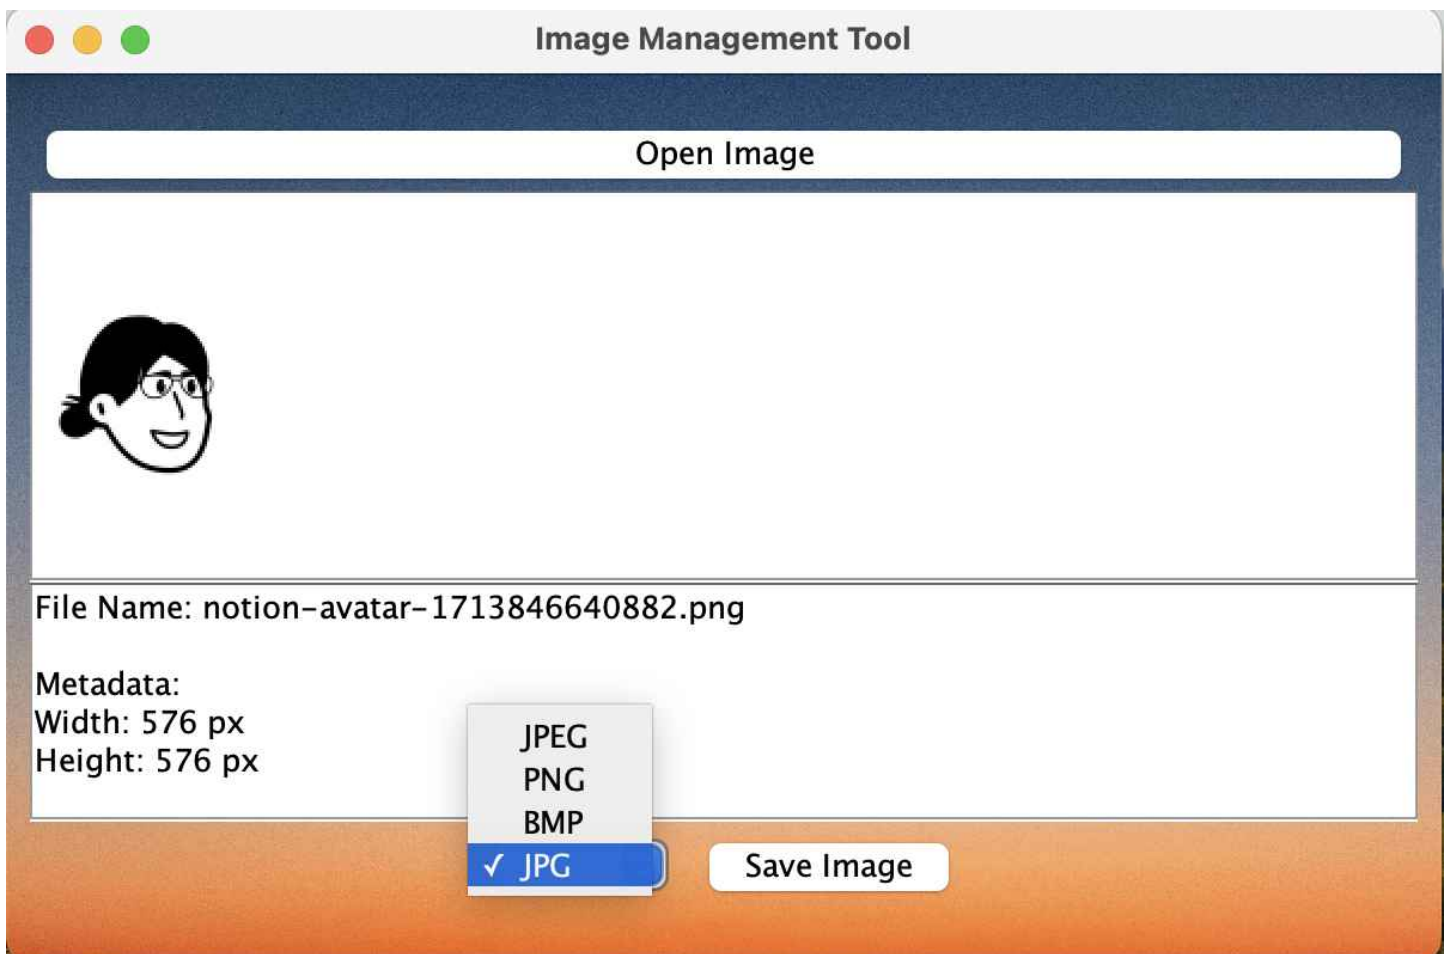 Image Management Tool
Open Image
File Name: notion-avatar-1713846640882.png
Metadata:
Width: 576 px
Height: 576 px
JPEG
PNG
BMP
✓ JPG
Save Image